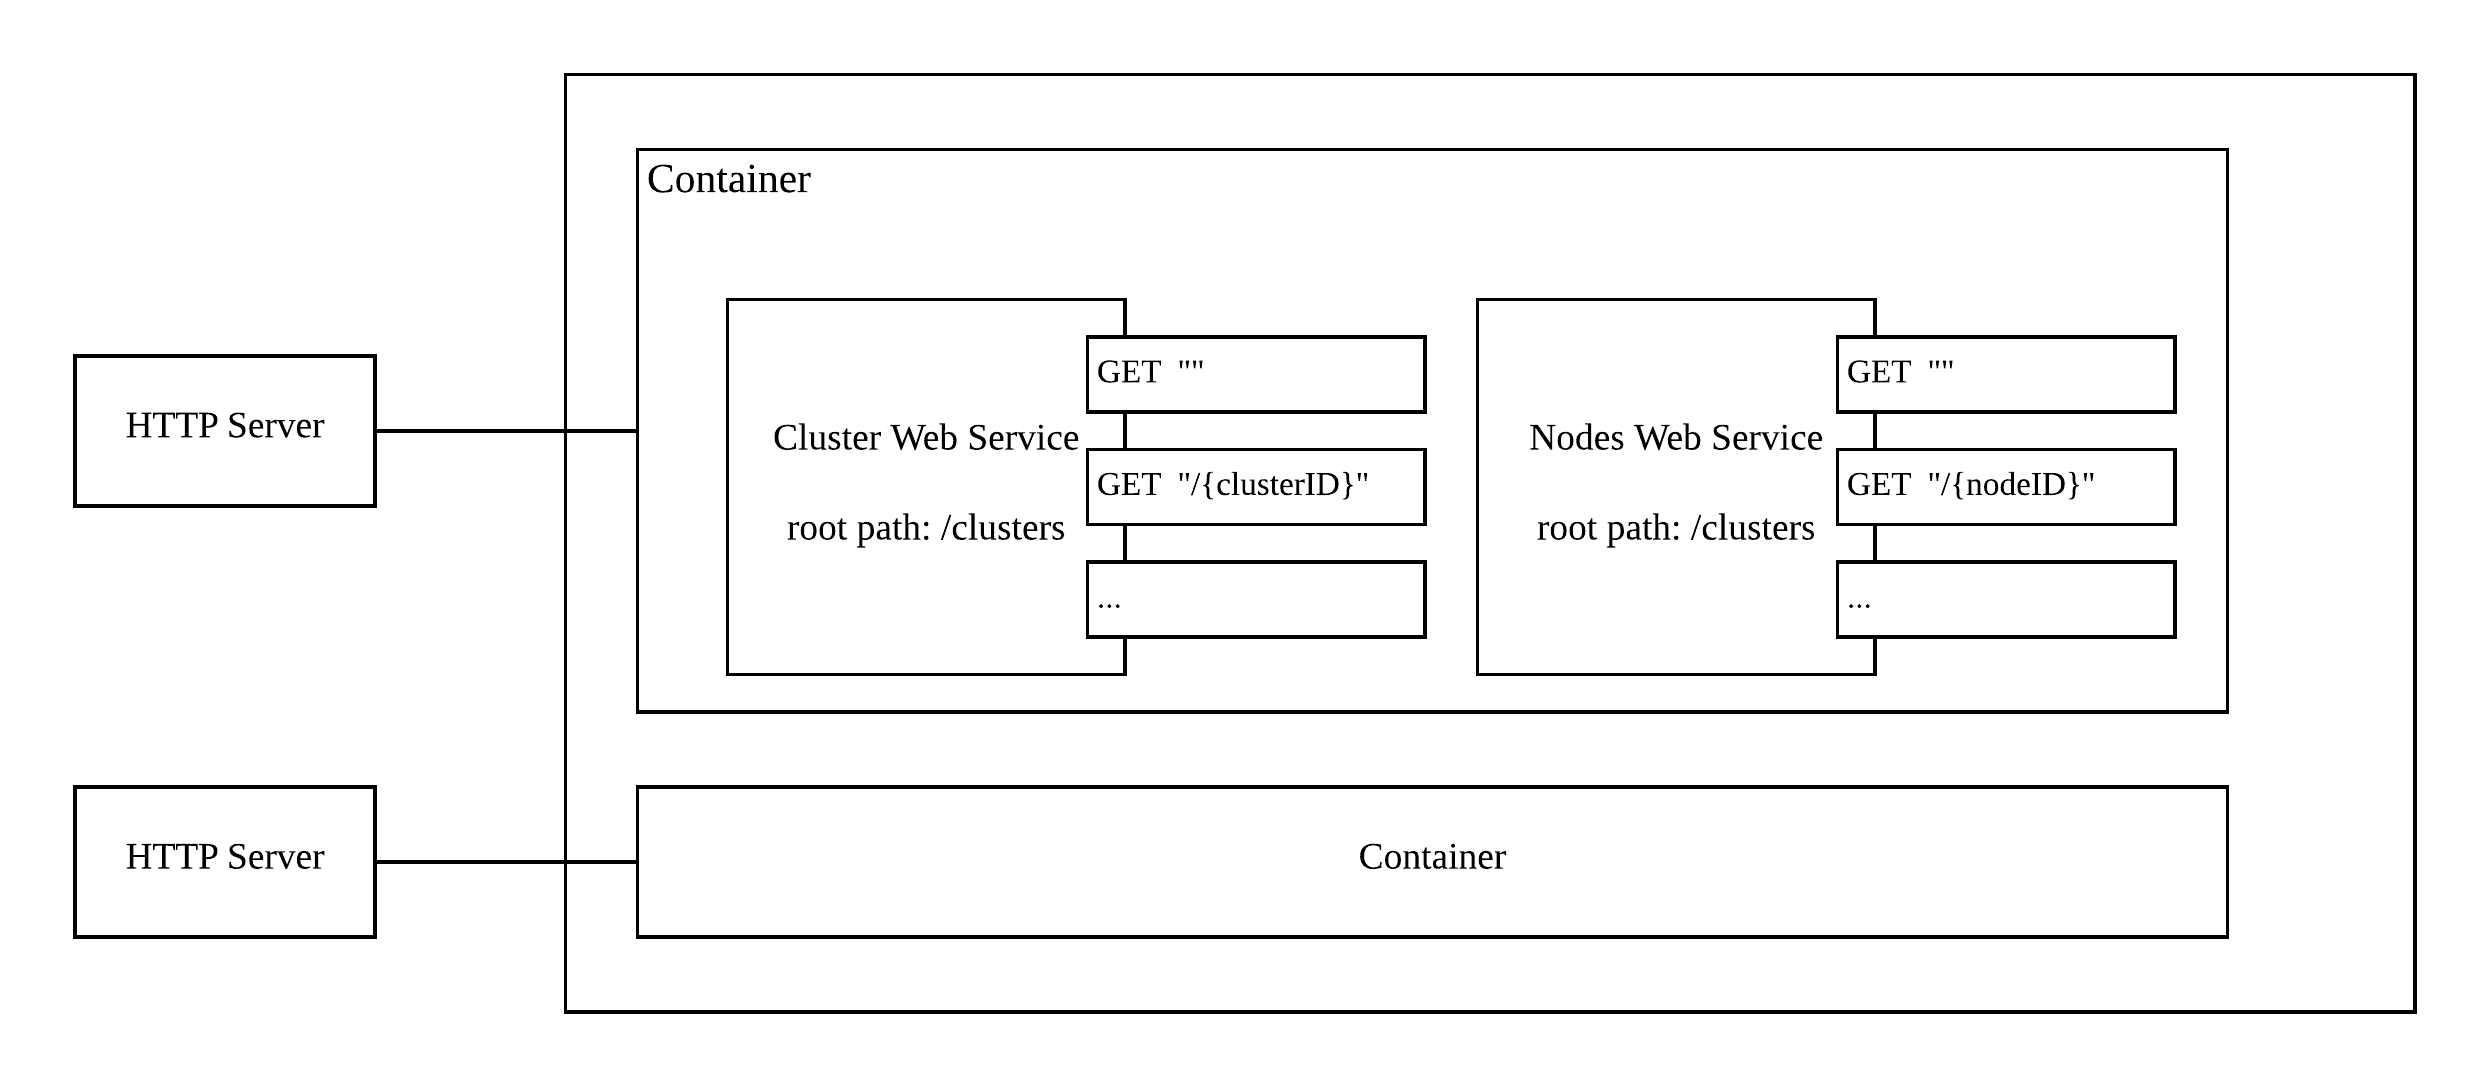 Container
HTTP Server
Cluster Web Service
root path: /clusters
GET ""
GET "/{clusterID}"
...
Nodes Web Service
root path: /clusters
GET ""
GET "/{nodeID}"
...
HTTP Server
Container